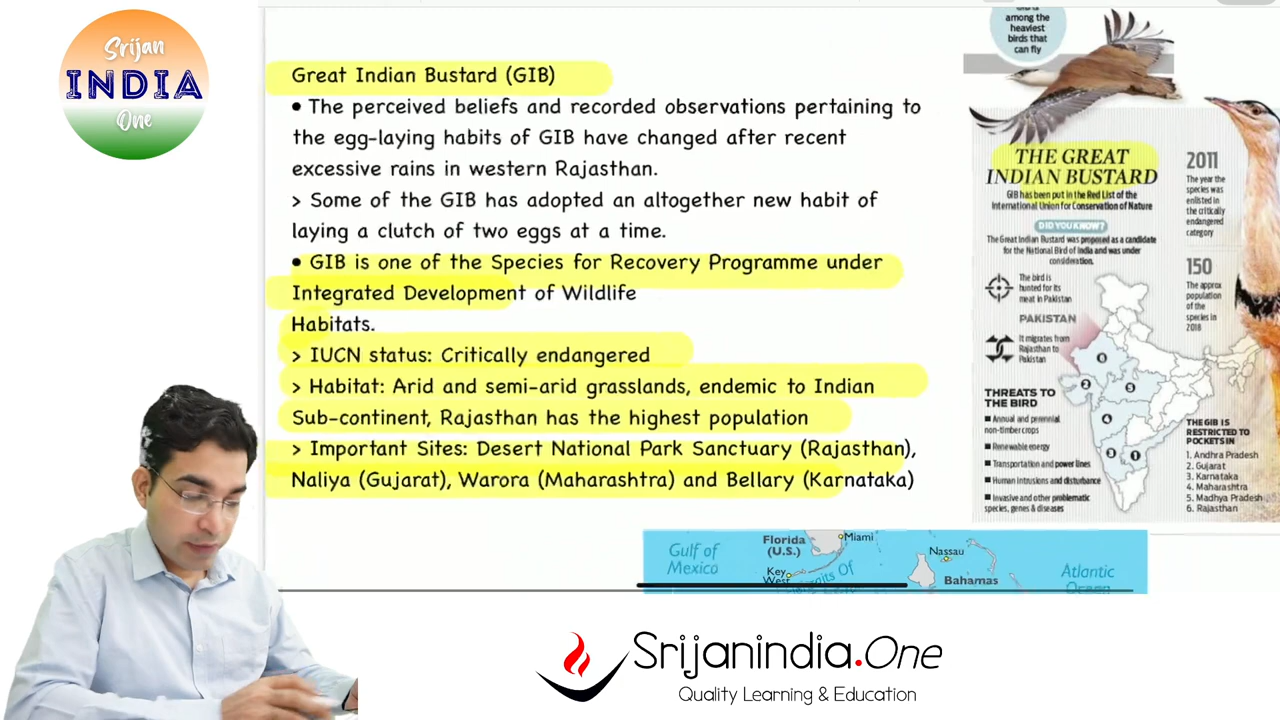 Srijan
INDIA
One
Great Indian Bustard (GIB)
• The perceived beliefs and recorded observations pertaining to
the egg-laying habits of GIB have changed after recent
excessive rains in western Rajasthan.
> Some of the GIB has adopted an altogether new habit of
laying a clutch of two eggs at a time.
• GIB is one of the Species for Recovery Programme under
Integrated Development of Wildlife
Habitats.
> IUCN status: Critically endangered
> Habitat: Arid and semi-arid grasslands, endemic to Indian
Sub-continent, Rajasthan has the highest population
> Important Sites: Desert National Park Sanctuary (Rajasthan),
Naliya (Gujarat), Warora (Maharashtra) and Bellary (Karnataka)
among the
heaviest
birds that
can fly
THE GREAT
INDIAN BUSTARD
GIB has been put in the Red List of the
International Union for Conservation of Nature
DID YOU KNOW?
The Great Indian Bustard was proposed as a candidate
for the National Bird of India and was under
consideration.
The bird is
hunted for its
meat in Pakistan
PAKISTAN
It migrates from
Rajasthan to
Pakistan
THREATS TO
THE BIRD
Annual and perennial
non-timber crops
Renewable energy
Transportation and power lines
Human intrusions and disturbance
Invasive and other problematic
species, genes & diseases
6
2
5
4
3
1
2011
The year the
species was
enlisted in
the critically
endangered
category
150
The approx
population
of the
species in
2018
THE GIB IS
RESTRICTED TO
POCKETS IN
1. Andhra Pradesh
2. Gujarat
3. Karnataka
4. Maharashtra
5. Madhya Pradesh
6. Rajasthan
Gulf of
Mexico
Florida
(U.S.)
Miami
Key
West
Nassau
Bahamas
Atlantic
Ocean
Srijanindia.One
Quality Learning & Education